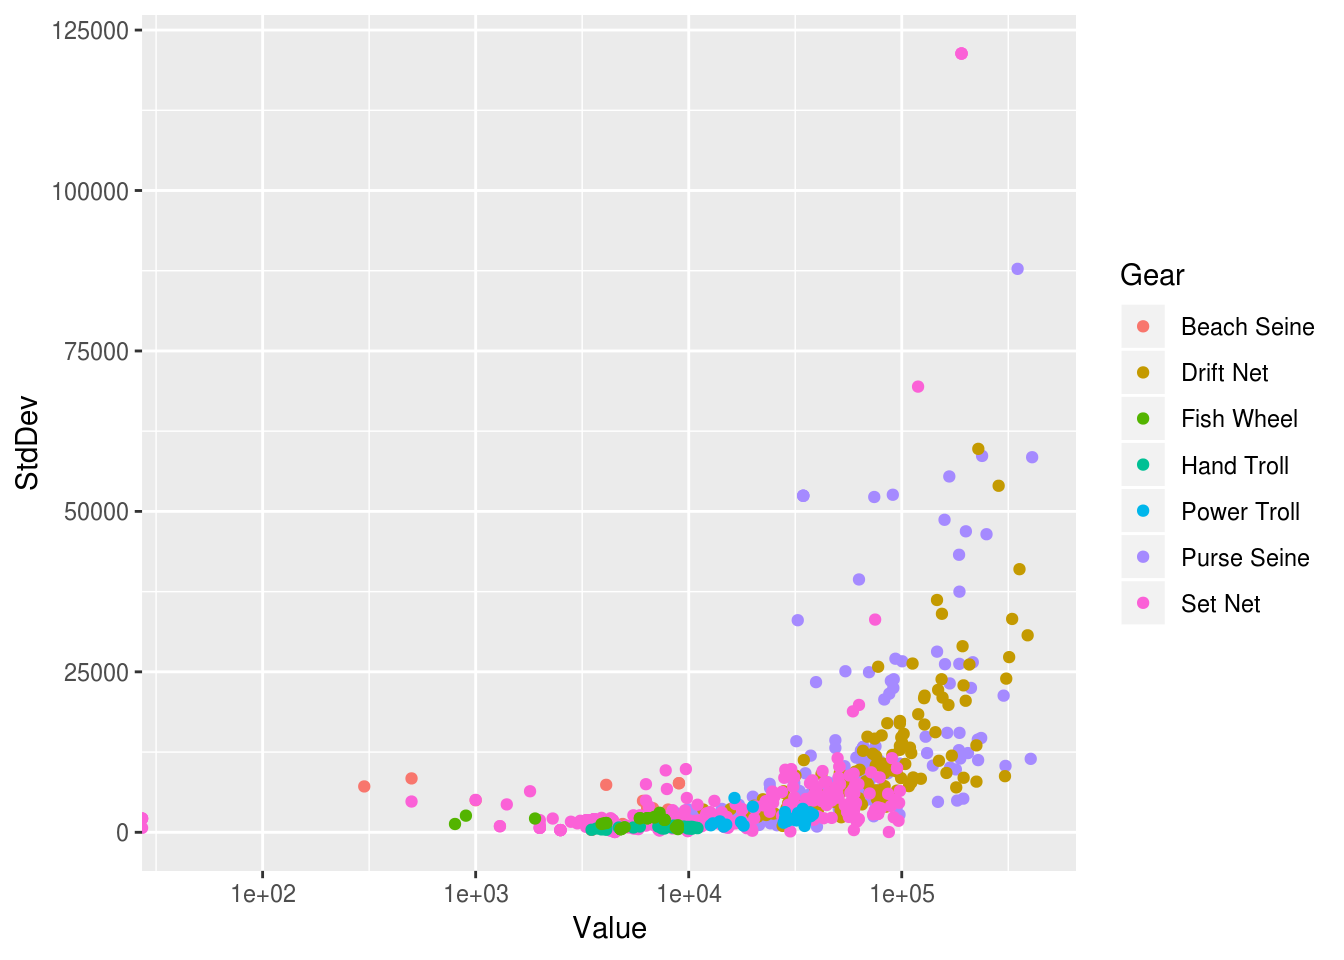 125000
100000
75000
50000
25000
0
StdDev
1e+02
1e+03
1e+04
1e+05
Value
Gear
Beach Seine
Drift Net
Fish Wheel
Hand Troll
Power Troll
Purse Seine
Set Net